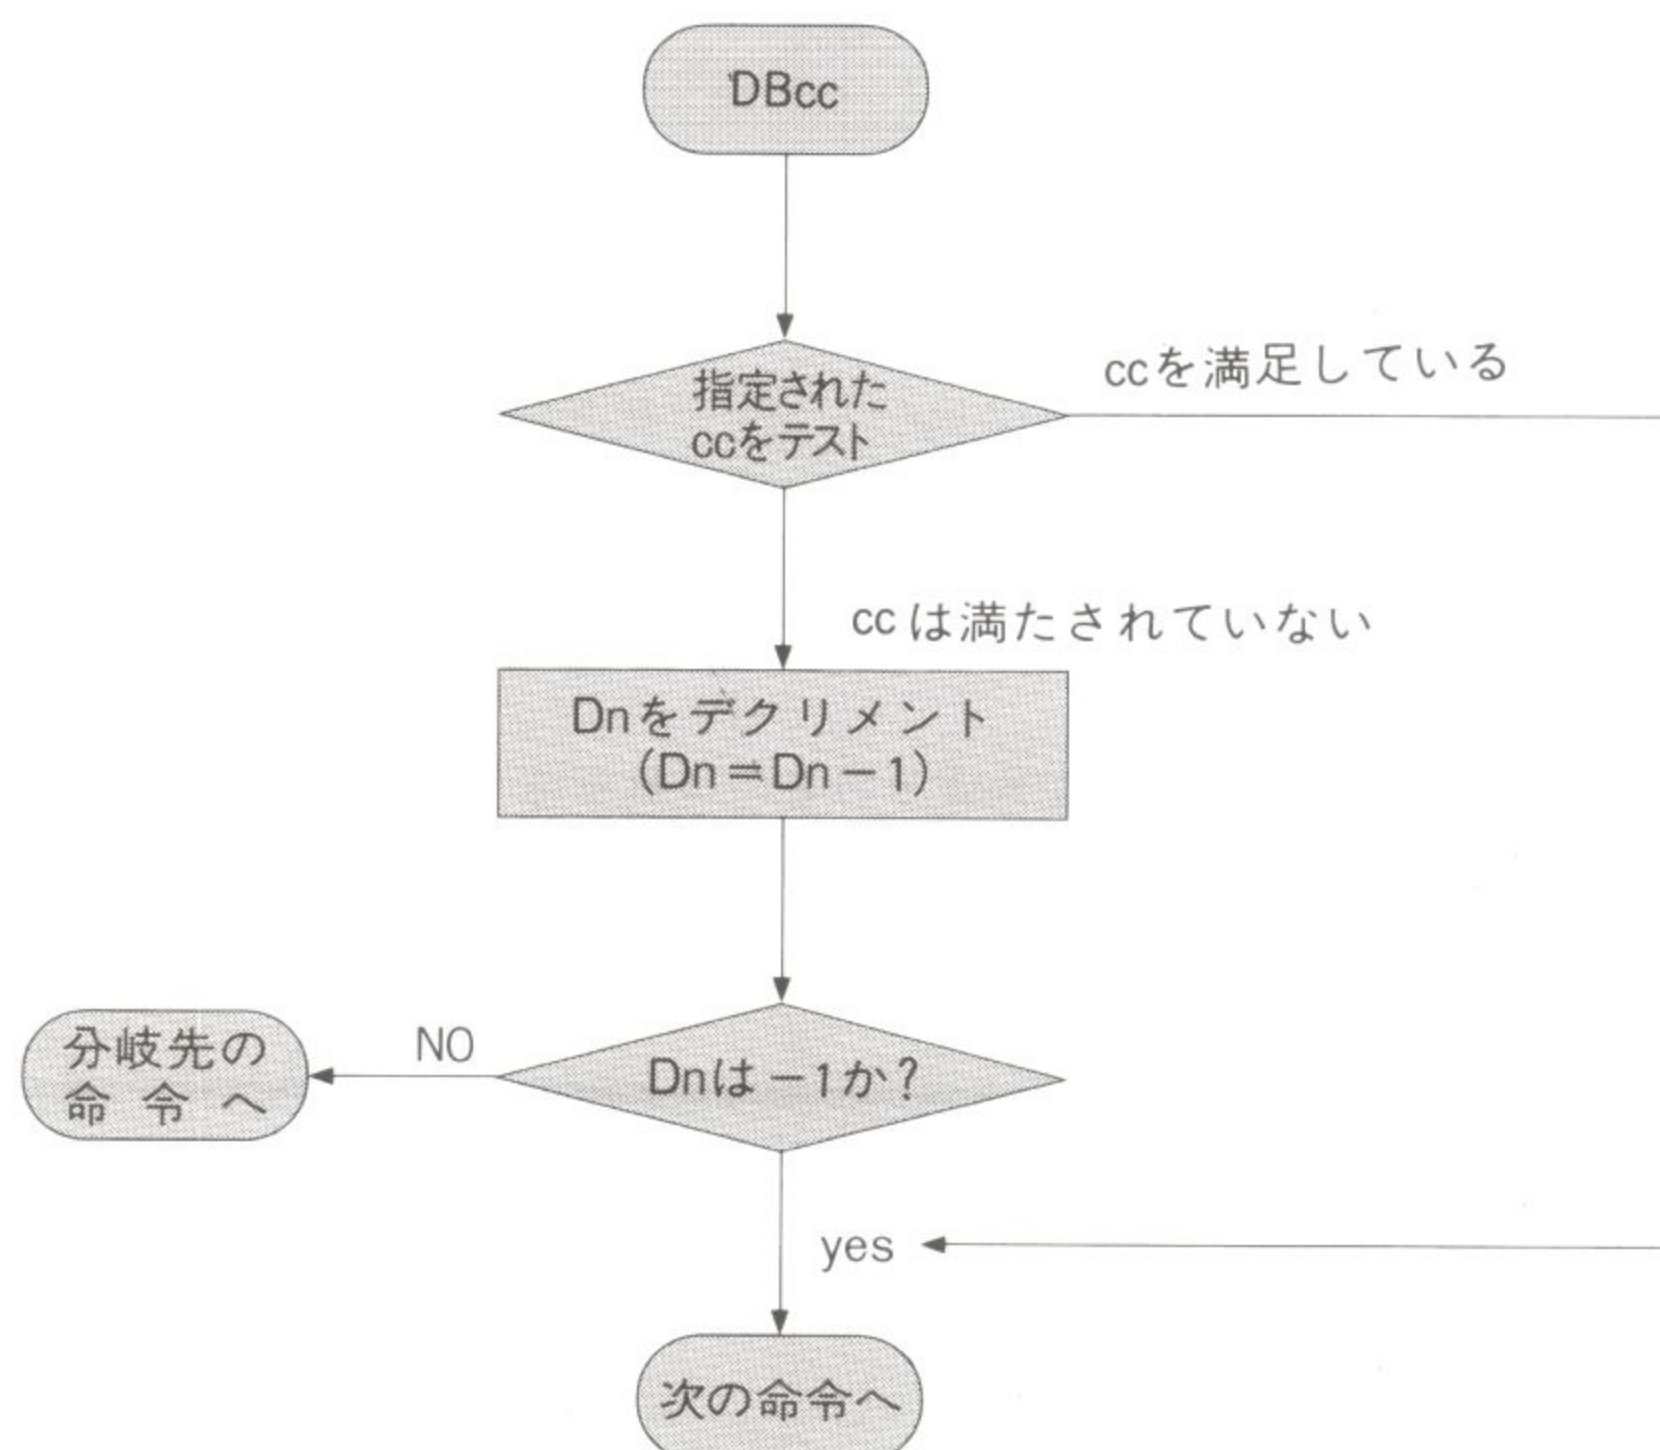 DBcc
指定された
ccをテスト
ccを満足している
ccは満たされていない
Dnをデクリメント
(Dn=Dn-1)
分岐先の
命令へ
NO
Dnは-1か?
yes
次の命令へ